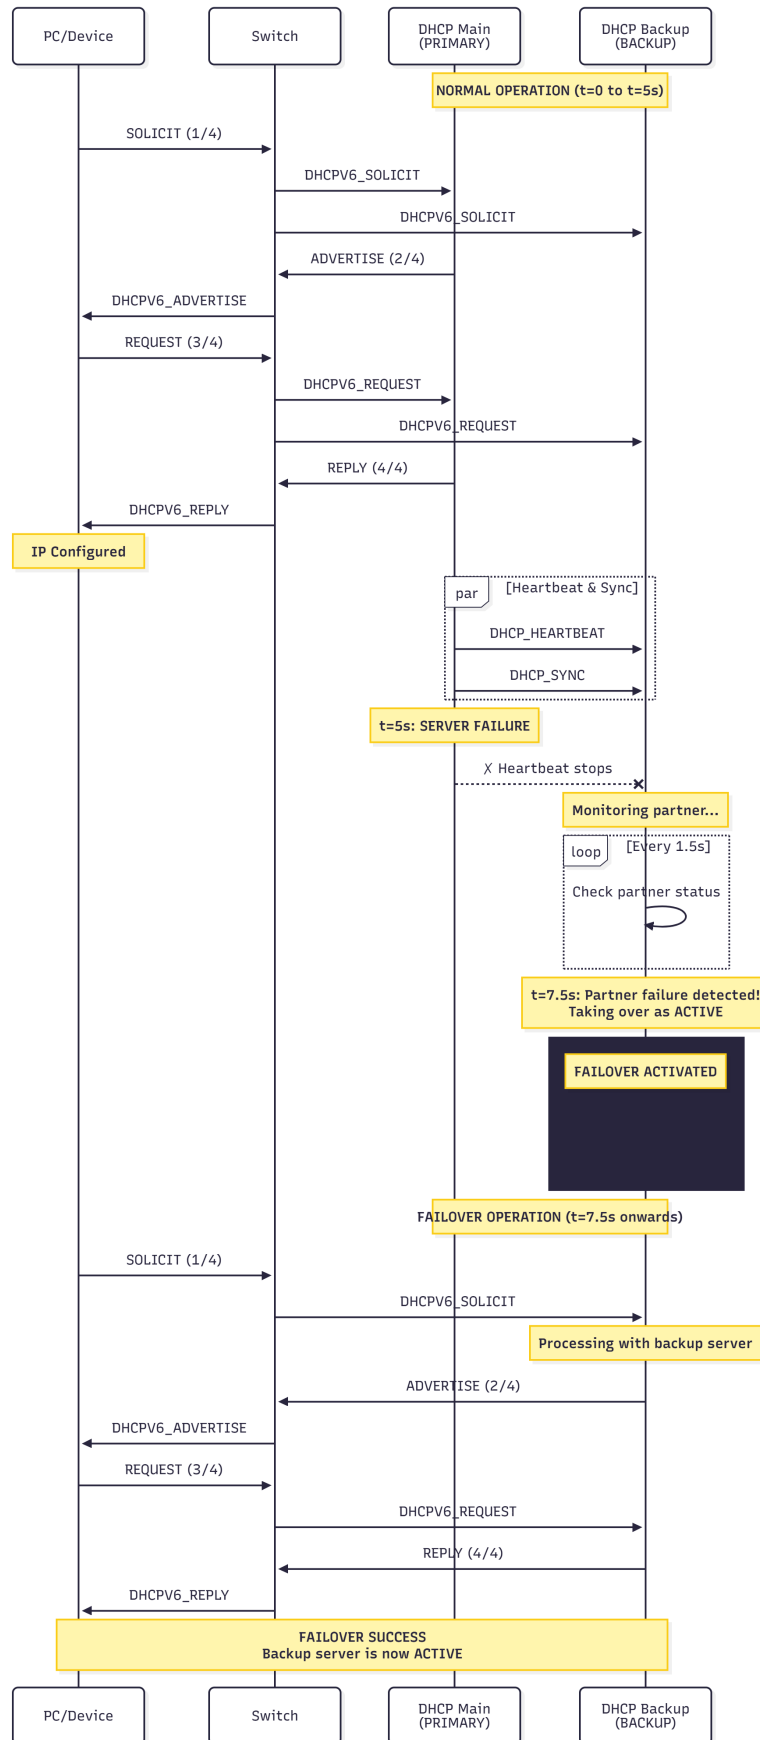 PC/Device
Switch
DHCP Main
(PRIMARY)
DHCP Backup
(BACKUP)
NORMAL OPERATION (t=0 to t=5s)
SOLICIT (1/4)
DHCPV6_SOLICIT
DHCPV6_SOLICIT
ADVERTISE (2/4)
DHCPV6_ADVERTISE
REQUEST (3/4)
DHCPV6_REQUEST
DHCPV6_REQUEST
REPLY (4/4)
DHCPV6_REPLY
IP Configured
par
[Heartbeat & Sync]
DHCP_HEARTBEAT
DHCP_SYNC
t=5s: SERVER FAILURE
✗ Heartbeat stops
Monitoring partner...
loop
[Every 1.5s]
Check partner status
t=7.5s: Partner failure detected!
Taking over as ACTIVE
FAILOVER ACTIVATED
FAILOVER OPERATION (t=7.5s onwards)
SOLICIT (1/4)
DHCPV6_SOLICIT
Processing with backup server
ADVERTISE (2/4)
DHCPV6_ADVERTISE
REQUEST (3/4)
DHCPV6_REQUEST
REPLY (4/4)
DHCPV6_REPLY
FAILOVER SUCCESS
Backup server is now ACTIVE
PC/Device
Switch
DHCP Main
(PRIMARY)
DHCP Backup
(BACKUP)